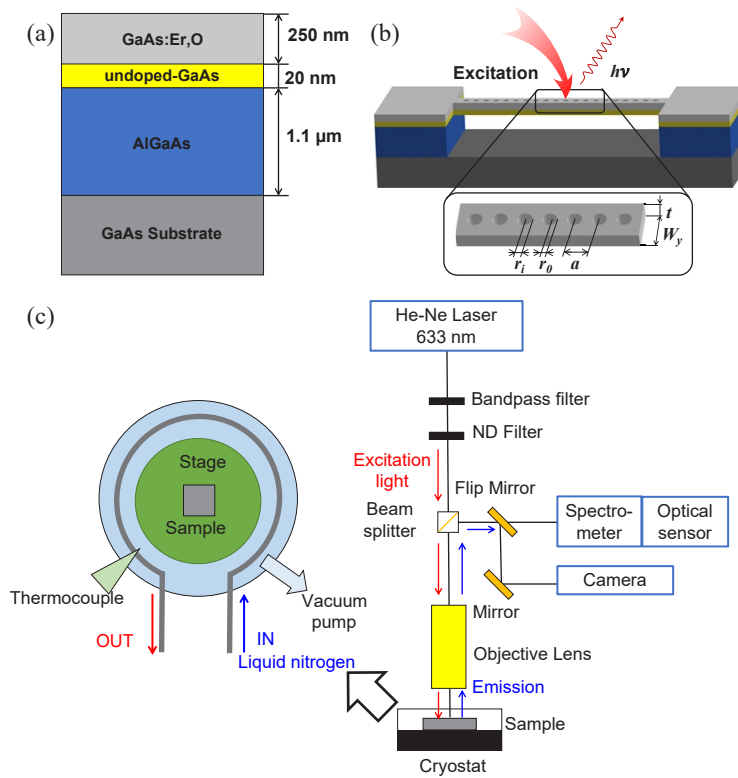 (a)
GaAs:Er,O
250 nm
undoped-GaAs
20 nm
AlGaAs
1.1 μm
GaAs Substrate
(b)
Excitation
hν
t
W_y
r_i
r_0
a
(c)
He-Ne Laser
633 nm
Bandpass filter
ND Filter
Excitation
light
Flip Mirror
Beam
splitter
Spectro-
meter
Optical
sensor
Camera
Mirror
Objective Lens
Emission
Sample
Cryostat
Stage
Sample
Thermocouple
Vacuum
pump
OUT
IN
Liquid nitrogen